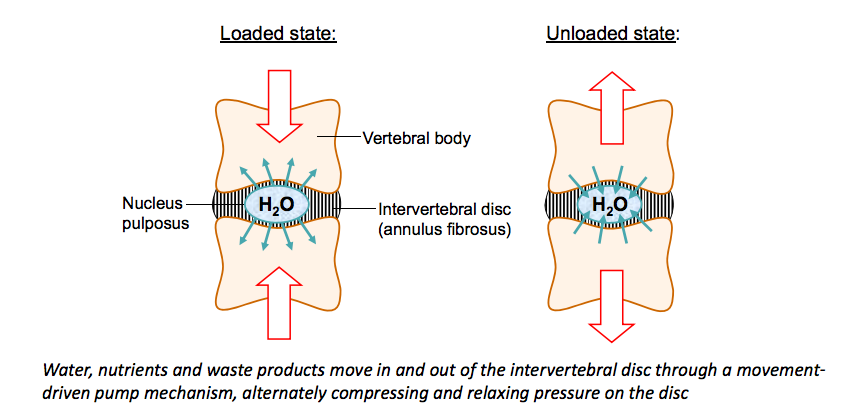 Loaded state:
Unloaded state:
Vertebral body
Nucleus
pulposus
H₂O
H₂O
Intervertebral disc
(annulus fibrosus)
Water, nutrients and waste products move in and out of the intervertebral disc through a movement-
driven pump mechanism, alternately compressing and relaxing pressure on the disc